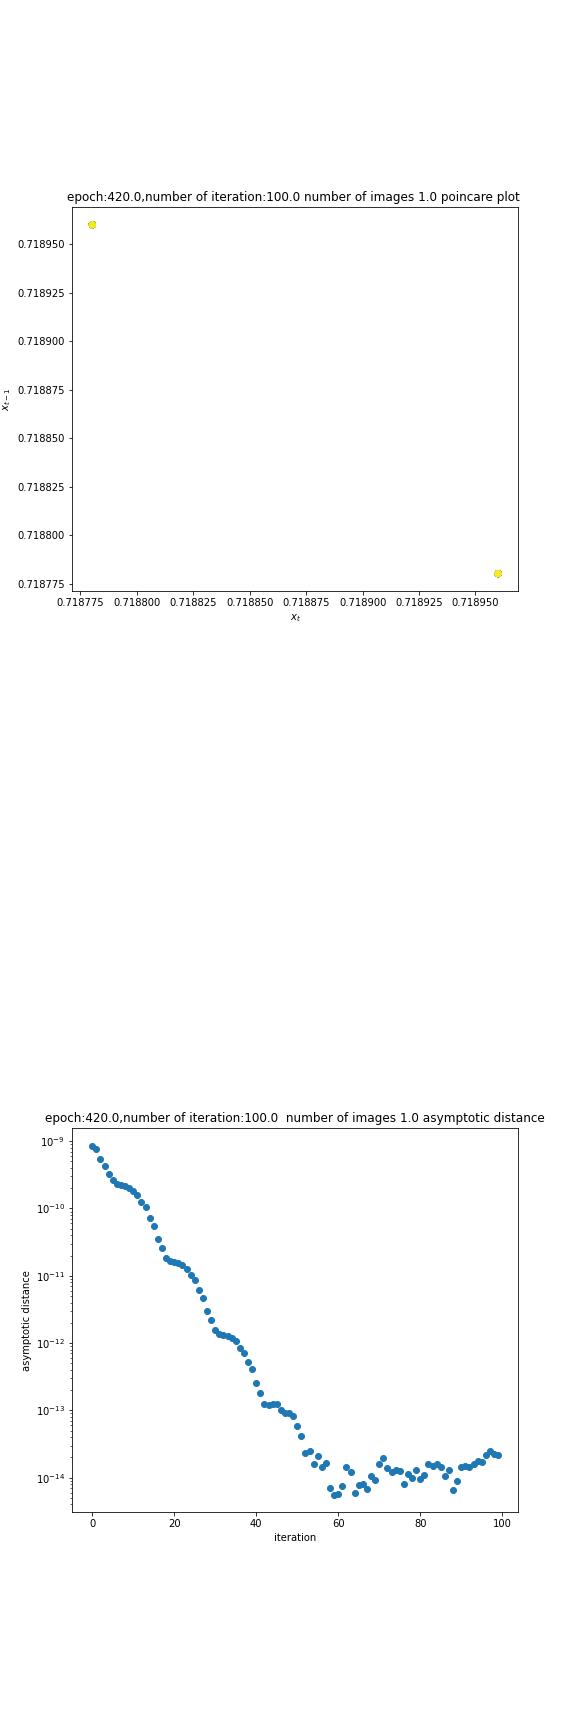 epoch:420.0,number of iteration:100.0 number of images 1.0 poincare plot
0.718950
0.718925
0.718900
0.718875
0.718850
0.718825
0.718800
0.718775
x_{t-1}
0.718775 0.718800 0.718825 0.718850 0.718875 0.718900 0.718925 0.718950
x_t
epoch:420.0,number of iteration:100.0  number of images 1.0 asymptotic distance
10^{-9}
10^{-10}
10^{-11}
10^{-12}
10^{-13}
10^{-14}
asymptotic distance
0 20 40 60 80 100
iteration